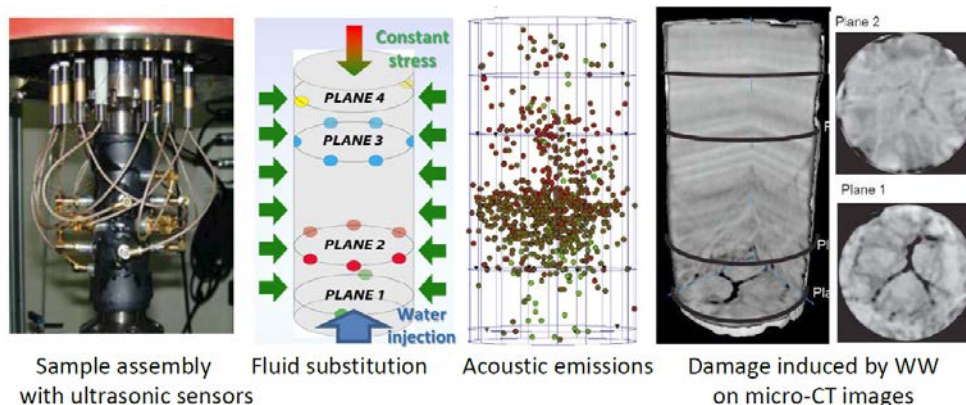 Constant
stress
PLANE 4
PLANE 3
PLANE 2
PLANE 1
Water
injection
Plane 2
Plane 1
Sample assembly
with ultrasonic sensors
Fluid substitution
Acoustic emissions
Damage induced by WW
on micro-CT images